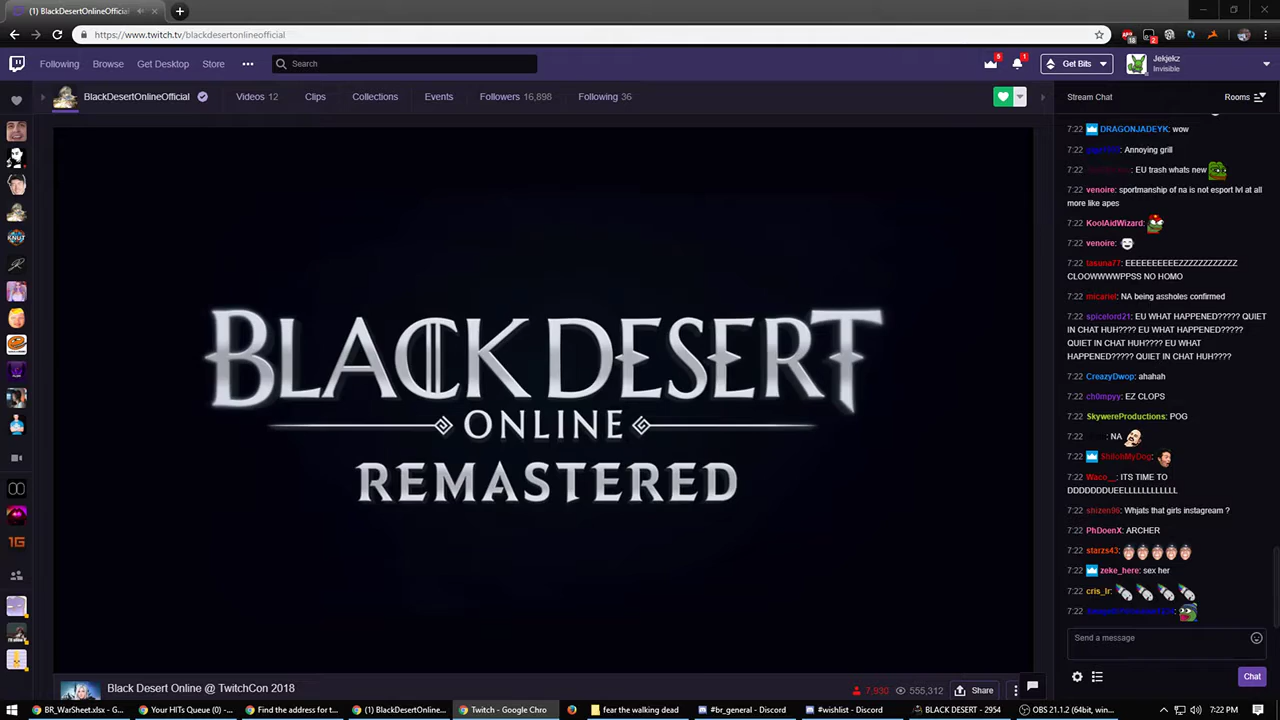 (1) BlackDesertOnlineOfficial
https://www.twitch.tv/blackdesertonlineofficial
Following Browse Get Desktop Store Search Get Bits Jekjekz
Invisible
BlackDesertOnlineOfficial Videos 12 Clips Collections Events Followers 16,898 Following 36
Stream Chat Rooms
7:22 DRAGONJADEYK: wow
7:22 Annoying grill
7:22 : EU trash whats new
7:22 venoire: sportmanship of na is not esport lvl at all
more like apes
7:22 KoolAidWizard:
7:22 venoire:
7:22 tasuna77: EEEEEEEEEEZZZZZZZZZZZZ
CLOOWWWWPPSS NO HOMO
7:22 micariel: NA being assholes confirmed
7:22 spicelord21: EU WHAT HAPPENED????? QUIET
IN CHAT HUH???? EU WHAT HAPPENED?????
QUIET IN CHAT HUH???? EU WHAT
HAPPENED????? QUIET IN CHAT HUH????
7:22 CreazyDwop: ahahah
7:22 ch0mpyy: EZ CLOPS
7:22 SkywereProductions: POG
7:22 : NA
7:22 ShilohMyDog:
7:22 Waco__: ITS TIME TO
DDDDDDDUEELLLLLLLLLLL
7:22 shizen96: Whjats that girls instagream ?
7:22 PhDoenX: ARCHER
7:22 starzs43:
7:22 zeke_here: sex her
7:22 cris_lr:
7:22
Send a message
Chat
BLACK DESERT
ONLINE
REMASTERED
Black Desert Online @ TwitchCon 2018 7,930 555,312 Share
BR_WarSheet.xlsx - G... Your HITs Queue (0) - ... Find the address for t... (1) BlackDesertOnline... Twitch - Google Chro... fear the walking dead #br_general - Discord #wishlist - Discord BLACK DESERT - 2954 OBS 21.1.2 (64bit, win... 7:22 PM